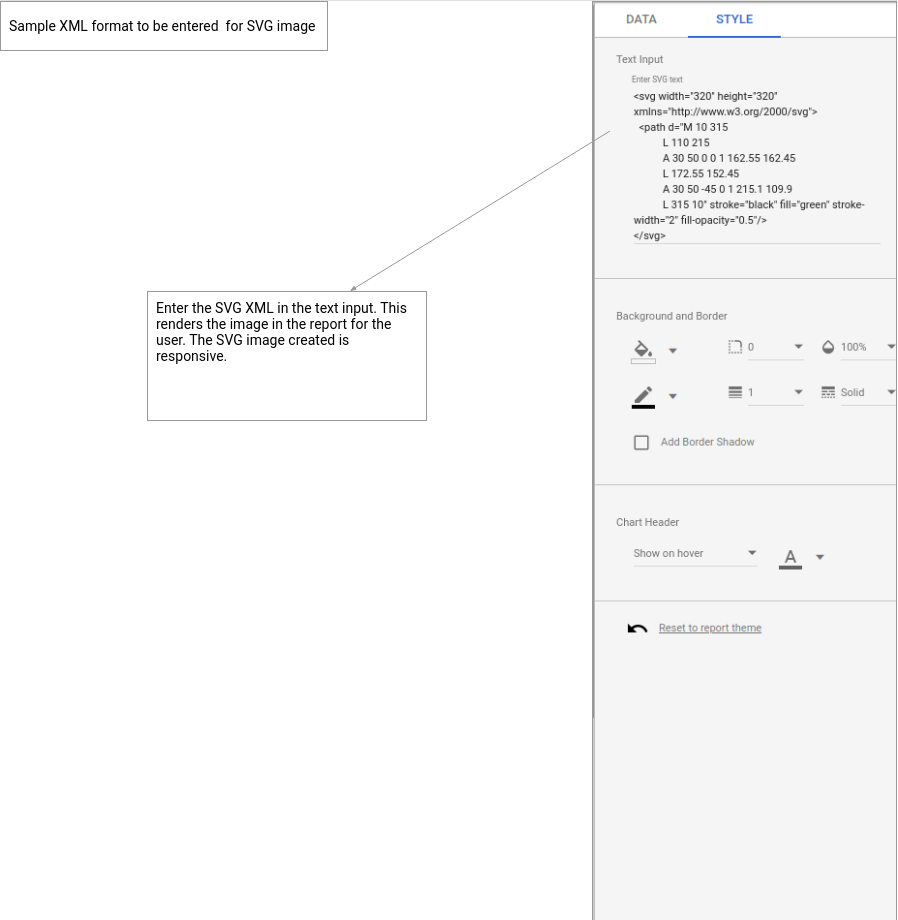 Sample XML format to be entered  for SVG image
Enter the SVG XML in the text input. This
renders the image in the report for the
user. The SVG image created is
responsive.
DATA
STYLE
Text Input
Enter SVG text
<svg width="320" height="320"
xmlns="http://www.w3.org/2000/svg">
  <path d="M 10 315
           L 110 215
           A 30 50 0 0 1 162.55 162.45
           L 172.55 152.45
           A 30 50 -45 0 1 215.1 109.9
           L 315 10" stroke="black" fill="green" stroke-
width="2" fill-opacity="0.5"/>
</svg>
Background and Border
0
100%
1
Solid
Add Border Shadow
Chart Header
Show on hover
A
Reset to report theme